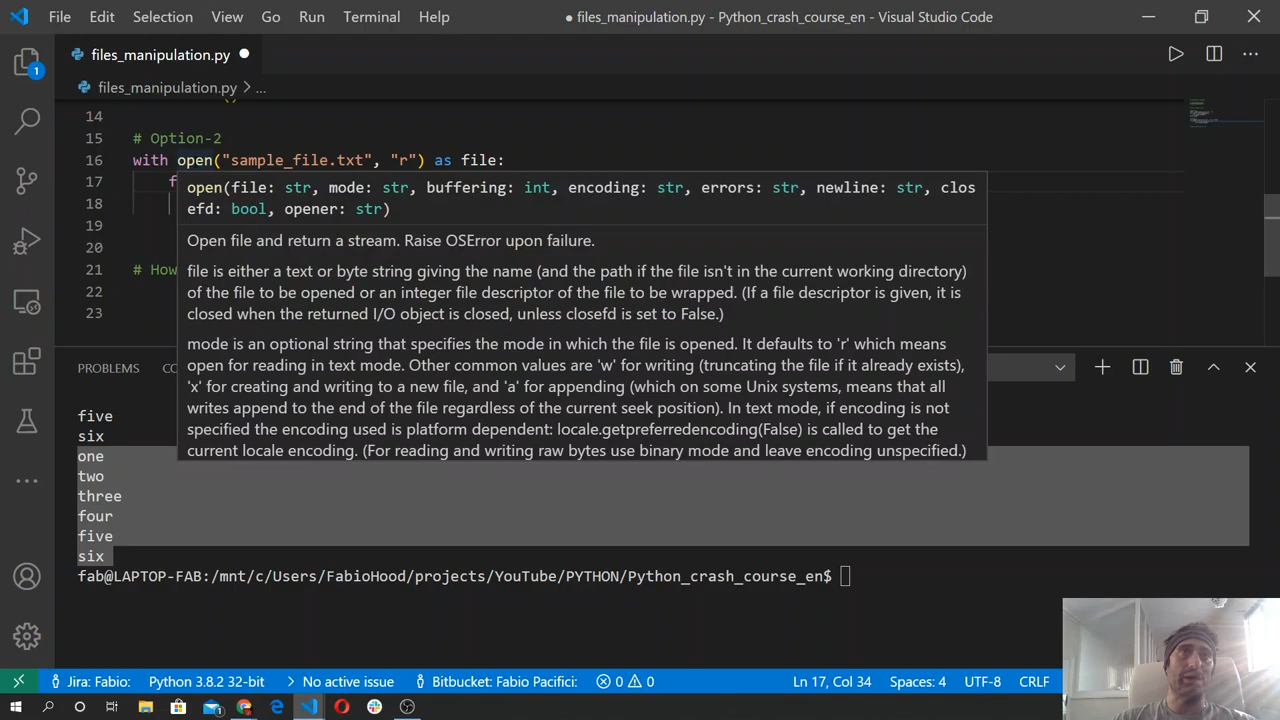 File Edit Selection View Go Run Terminal Help
● files_manipulation.py - Python_crash_course_en - Visual Studio Code
files_manipulation.py
files_manipulation.py > ...
1
14
15 # Option-2
16 with open("sample_file.txt", "r") as file:
17 f
18
19
20
21 # How
22
23
open(file: str, mode: str, buffering: int, encoding: str, errors: str, newline: str, clos
efd: bool, opener: str)
Open file and return a stream. Raise OSError upon failure.
file is either a text or byte string giving the name (and the path if the file isn't in the current working directory)
of the file to be opened or an integer file descriptor of the file to be wrapped. (If a file descriptor is given, it is
closed when the returned I/O object is closed, unless closefd is set to False.)
mode is an optional string that specifies the mode in which the file is opened. It defaults to 'r' which means
open for reading in text mode. Other common values are 'w' for writing (truncating the file if it already exists),
'x' for creating and writing to a new file, and 'a' for appending (which on some Unix systems, means that all
writes append to the end of the file regardless of the current seek position). In text mode, if encoding is not
specified the encoding used is platform dependent: locale.getpreferredencoding(False) is called to get the
current locale encoding. (For reading and writing raw bytes use binary mode and leave encoding unspecified.)
PROBLEMS CO
five
six
one
two
three
four
five
six
fab@LAPTOP-FAB:/mnt/c/Users/FabioHood/projects/YouTube/PYTHON/Python_crash_course_en$
Jira: Fabio: Python 3.8.2 32-bit > No active issue Bitbucket: Fabio Pacifici: 0 0 Ln 17, Col 34 Spaces: 4 UTF-8 CRLF